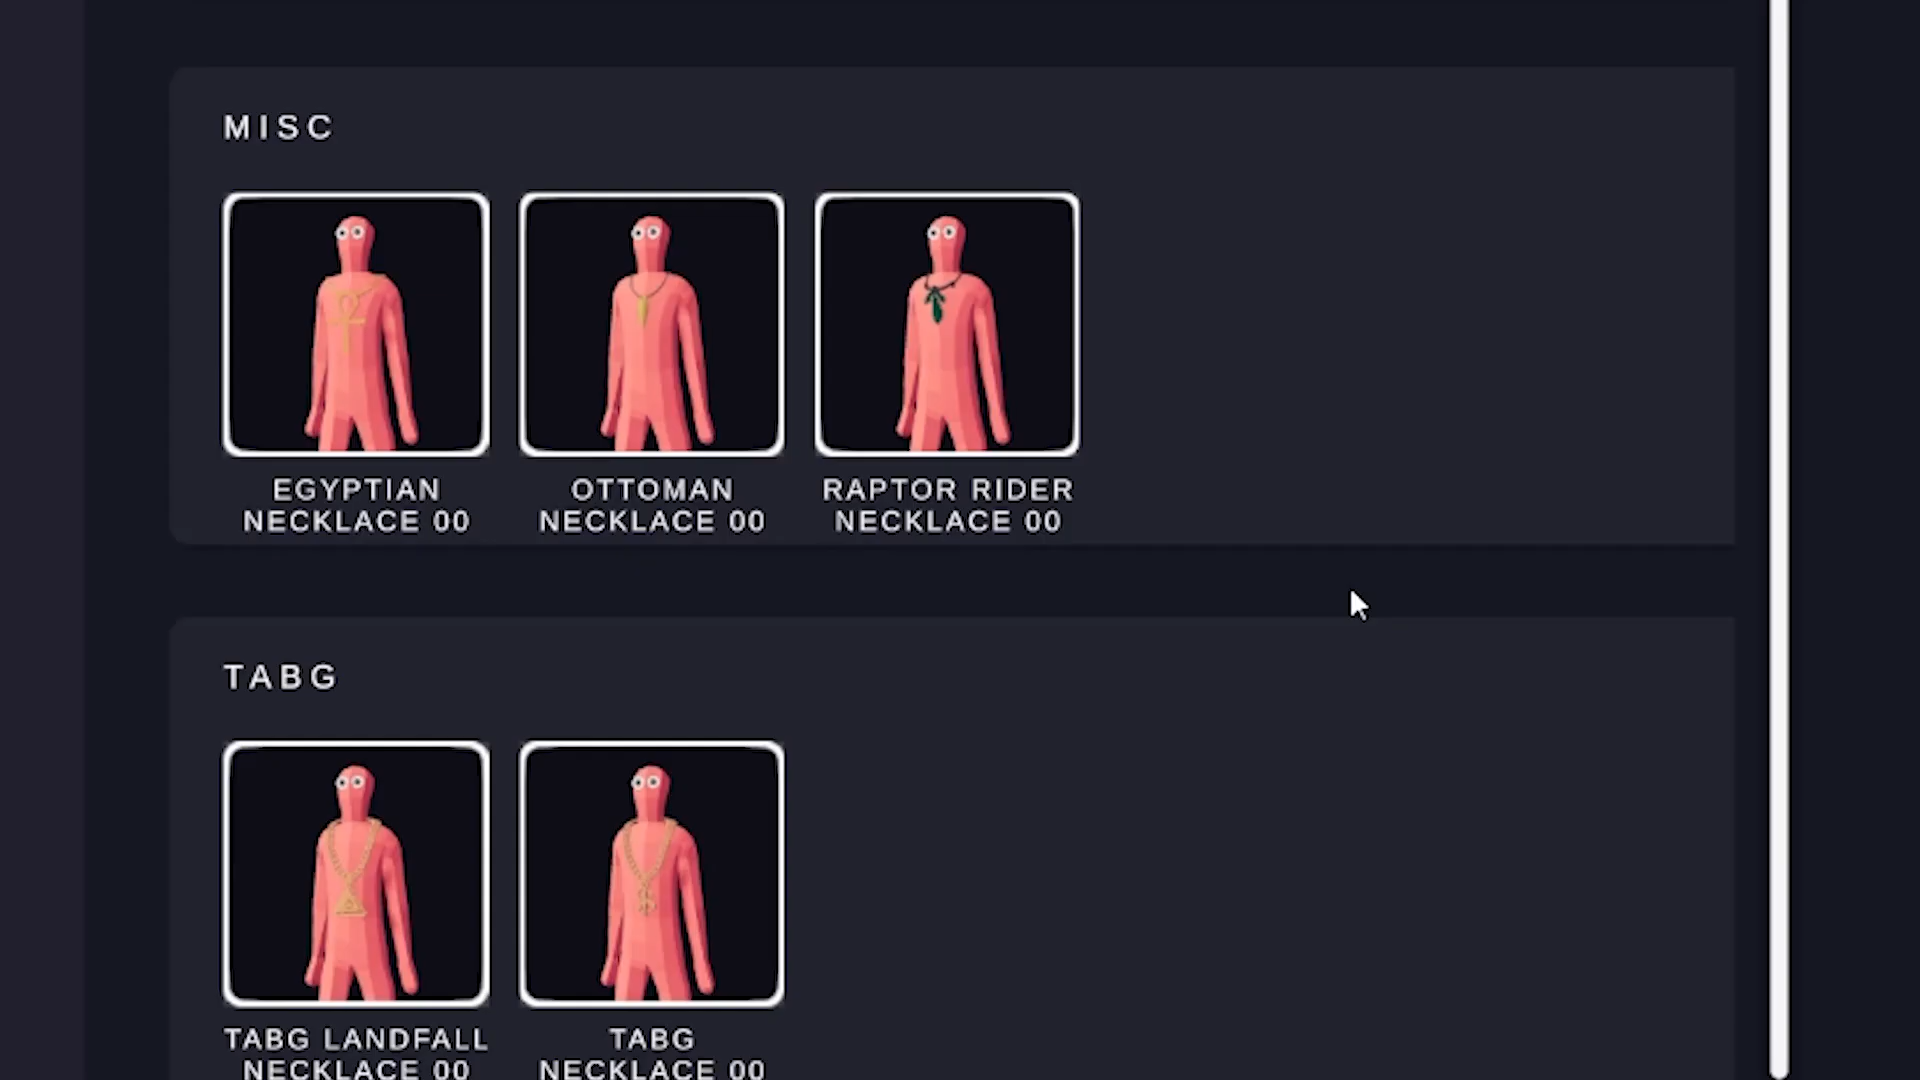 MISC
EGYPTIAN
NECKLACE 00
OTTOMAN
NECKLACE 00
RAPTOR RIDER
NECKLACE 00
TABG
TABG LANDFALL
NECKLACE 00
TABG
NECKLACE 00